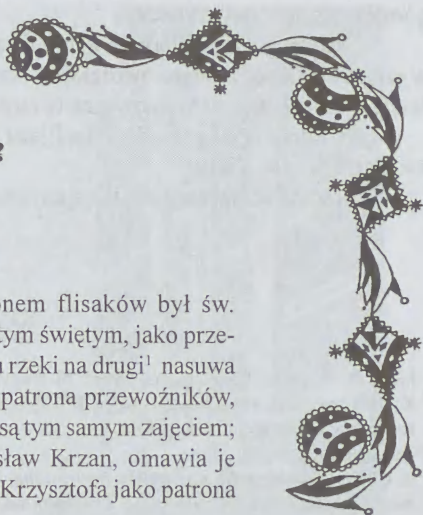 onem flisaków był św.
tym świętym, jako prze-
u rzeki na drugi¹ nasuwa
patrona przewoźników,
są tym samym zajęciem;
sław Krzan, omawia je
Krzysztofa jako patrona